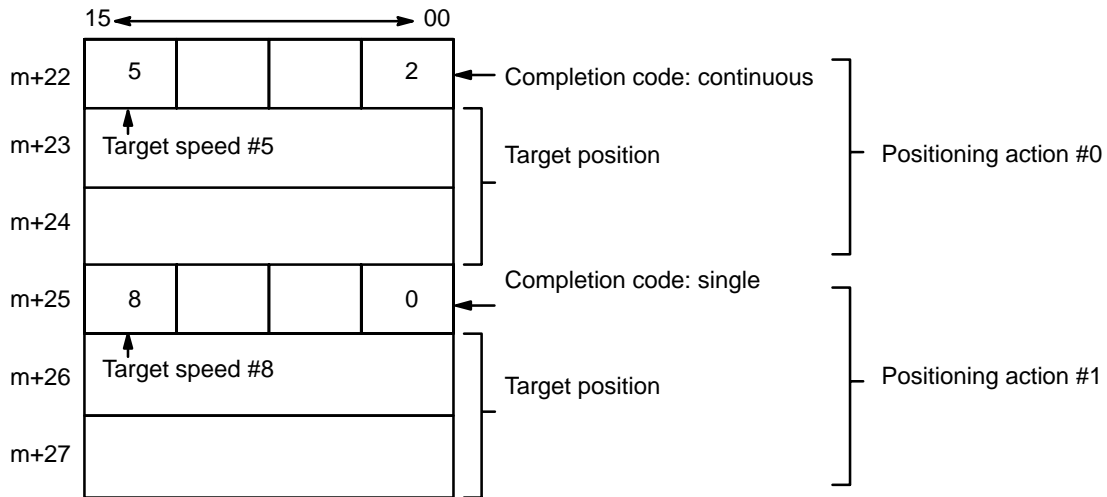 15 00
m+22 5 2 Completion code: continuous
m+23 Target speed #5 Target position Positioning action #0
m+24
m+25 8 0 Completion code: single
m+26 Target speed #8 Target position Positioning action #1
m+27